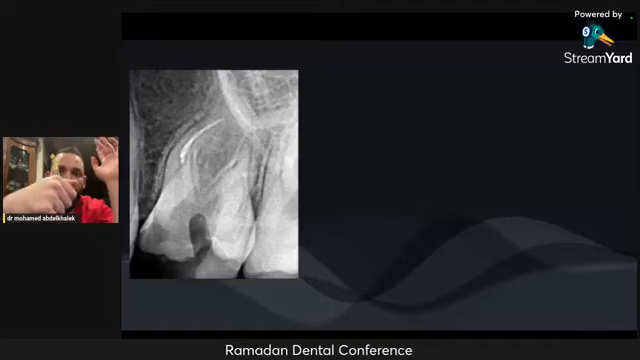 Powered by
StreamYard
dr mohamed abdelkhalek
Ramadan Dental Conference